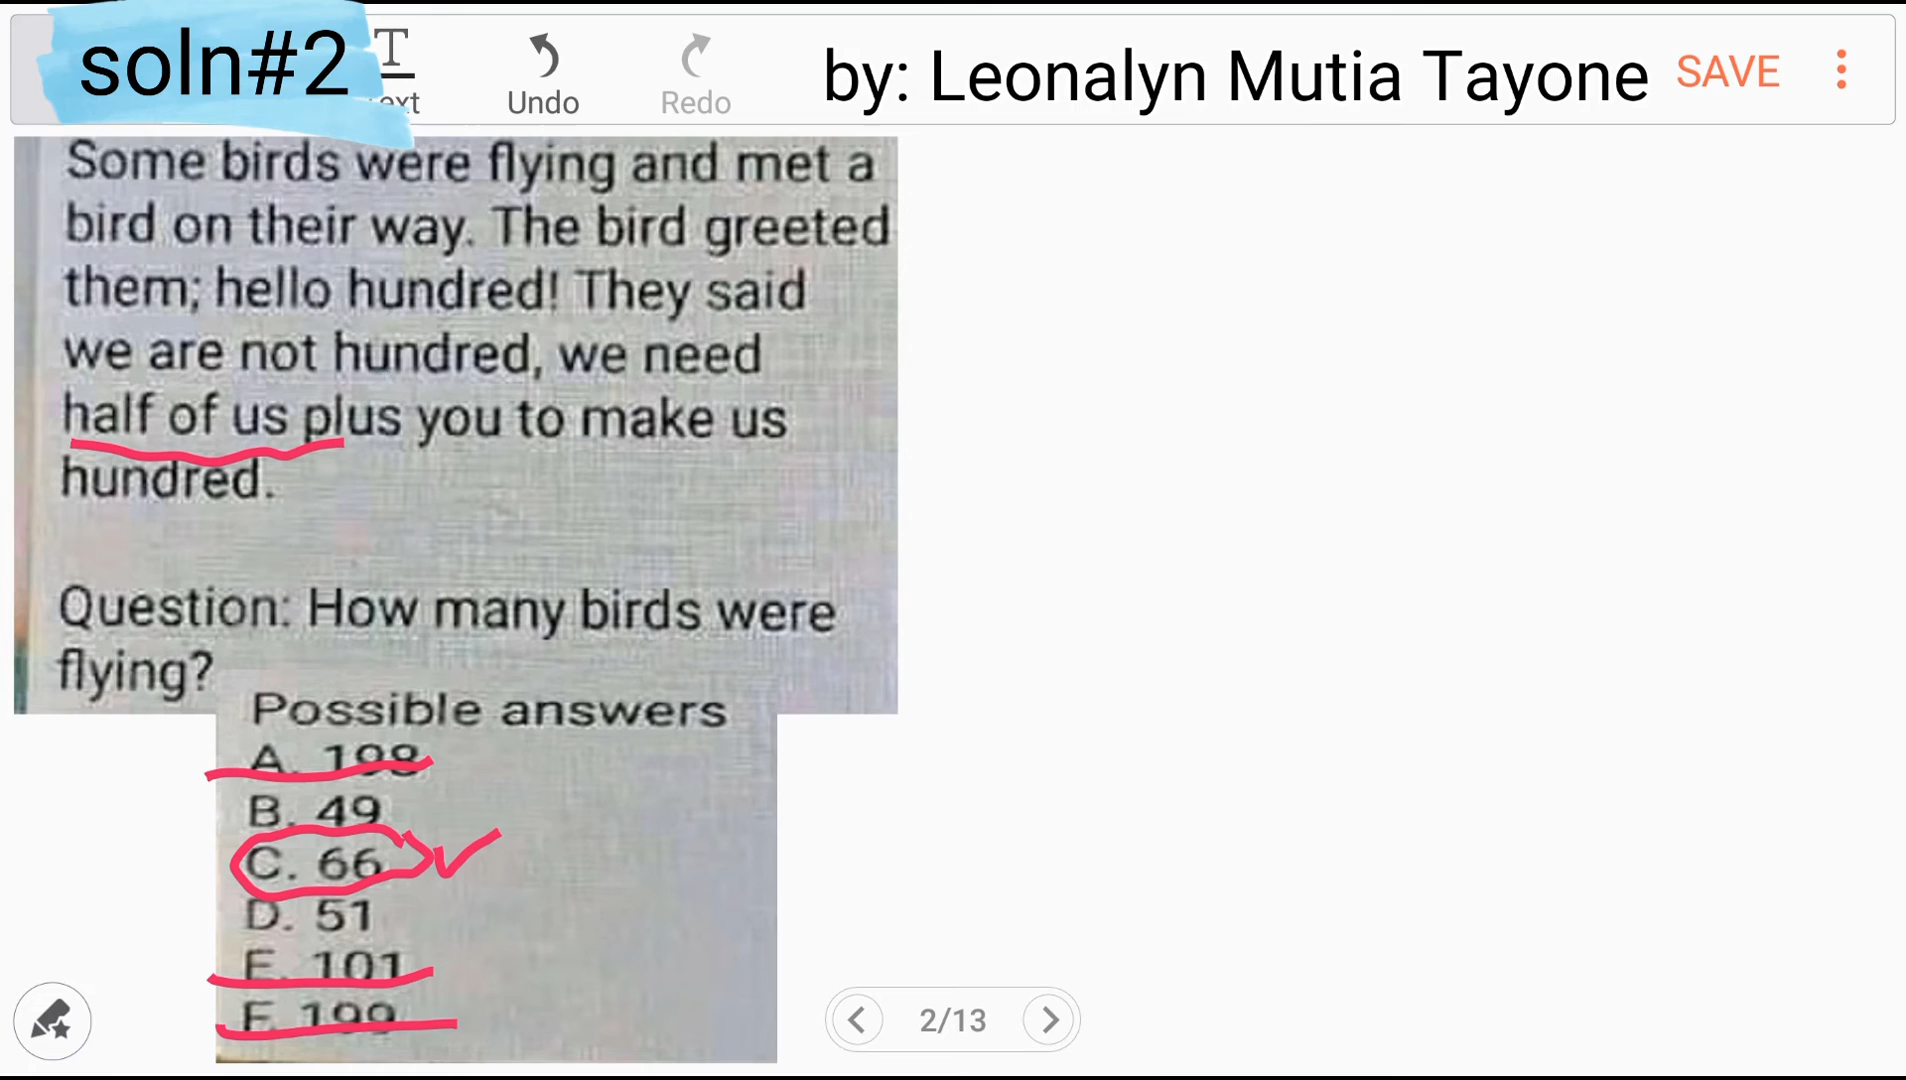 soln#2
Undo
Redo
by: Leonalyn Mutia Tayone
SAVE
Some birds were flying and met a
bird on their way. The bird greeted
them; hello hundred! They said
we are not hundred, we need
half of us plus you to make us
hundred.
Question: How many birds were
flying?
Possible answers
A. 198
B. 49
C. 66
D. 51
E. 101
F. 199
2/13